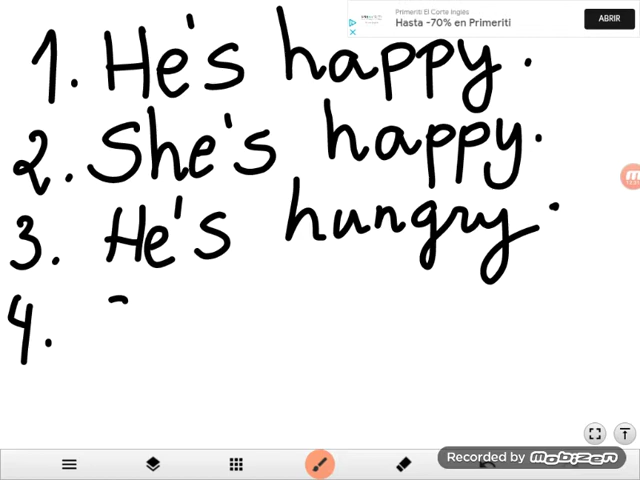 Primeriti El Corte Inglés
Hasta -70% en Primeriti
ABRIR
1. He's happy.
2. She's happy.
3. He's hungry.
4.
Recorded by mobizen